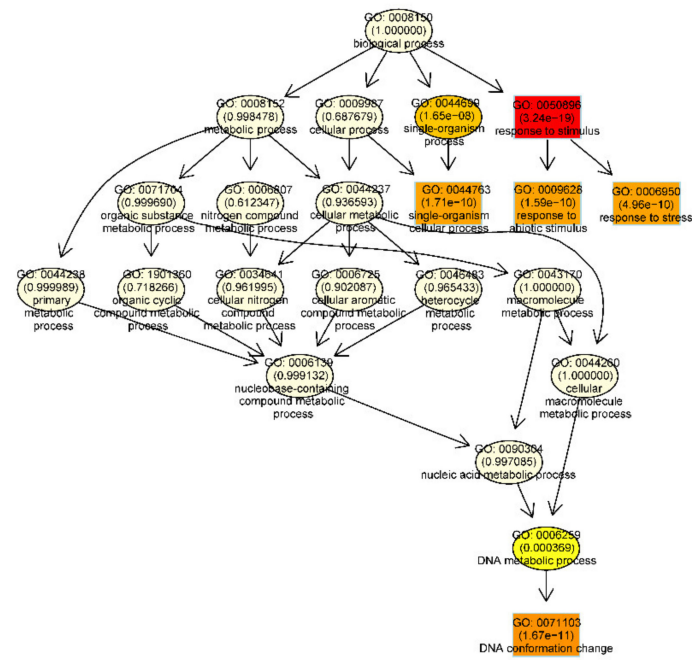 GO: 0008150
(1.000000)
biological process
GO: 0008152
(0.998478)
metabolic process
GO: 0009987
(0.687679)
cellular process
GO: 0044699
(1.65e−08)
single-organism
process
GO: 0050896
(3.24e−19)
response to stimulus
GO: 0071704
(0.999690)
organic substance
metabolic process
GO: 0006807
(0.612347)
nitrogen compound
metabolic process
GO: 0044237
(0.936593)
cellular metabolic
process
GO: 0044763
(1.71e−10)
single-organism
cellular process
GO: 0009628
(1.59e−10)
response to
abiotic stimulus
GO: 0006950
(4.96e−10)
response to stress
GO: 0044238
(0.999989)
primary
metabolic
process
GO: 1901360
(0.718266)
organic cyclic
compound metabolic
process
GO: 0034641
(0.961995)
cellular nitrogen
compound
metabolic process
GO: 0006725
(0.902087)
cellular aromatic
compound metabolic
process
GO: 0046483
(0.965433)
heterocycle
metabolic
process
GO: 0043170
(1.000000)
macromolecule
metabolic process
GO: 0006139
(0.999132)
nucleobase-containing
compound metabolic
process
GO: 0044260
(1.000000)
cellular
macromolecule
metabolic process
GO: 0090304
(0.997085)
nucleic acid metabolic process
GO: 0006259
(0.000369)
DNA metabolic process
GO: 0071103
(1.67e−11)
DNA conformation change